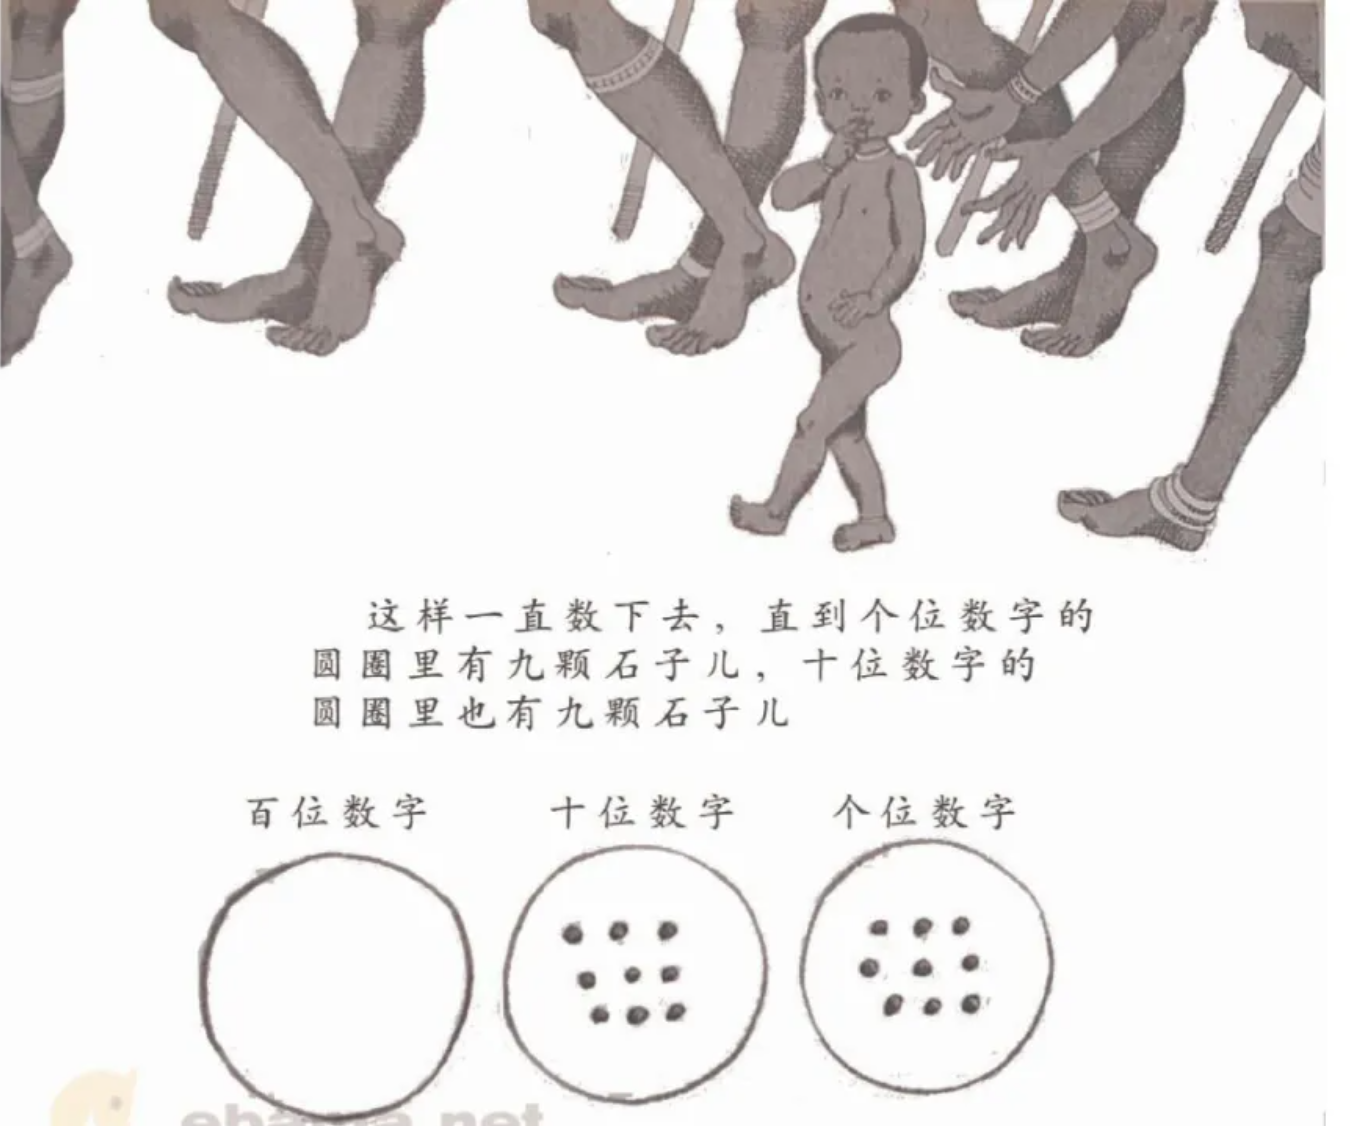 这样一直数下去，直到个位数字的
圆圈里有九颗石子儿，十位数字的
圆圈里也有九颗石子儿
百位数字 十位数字 个位数字